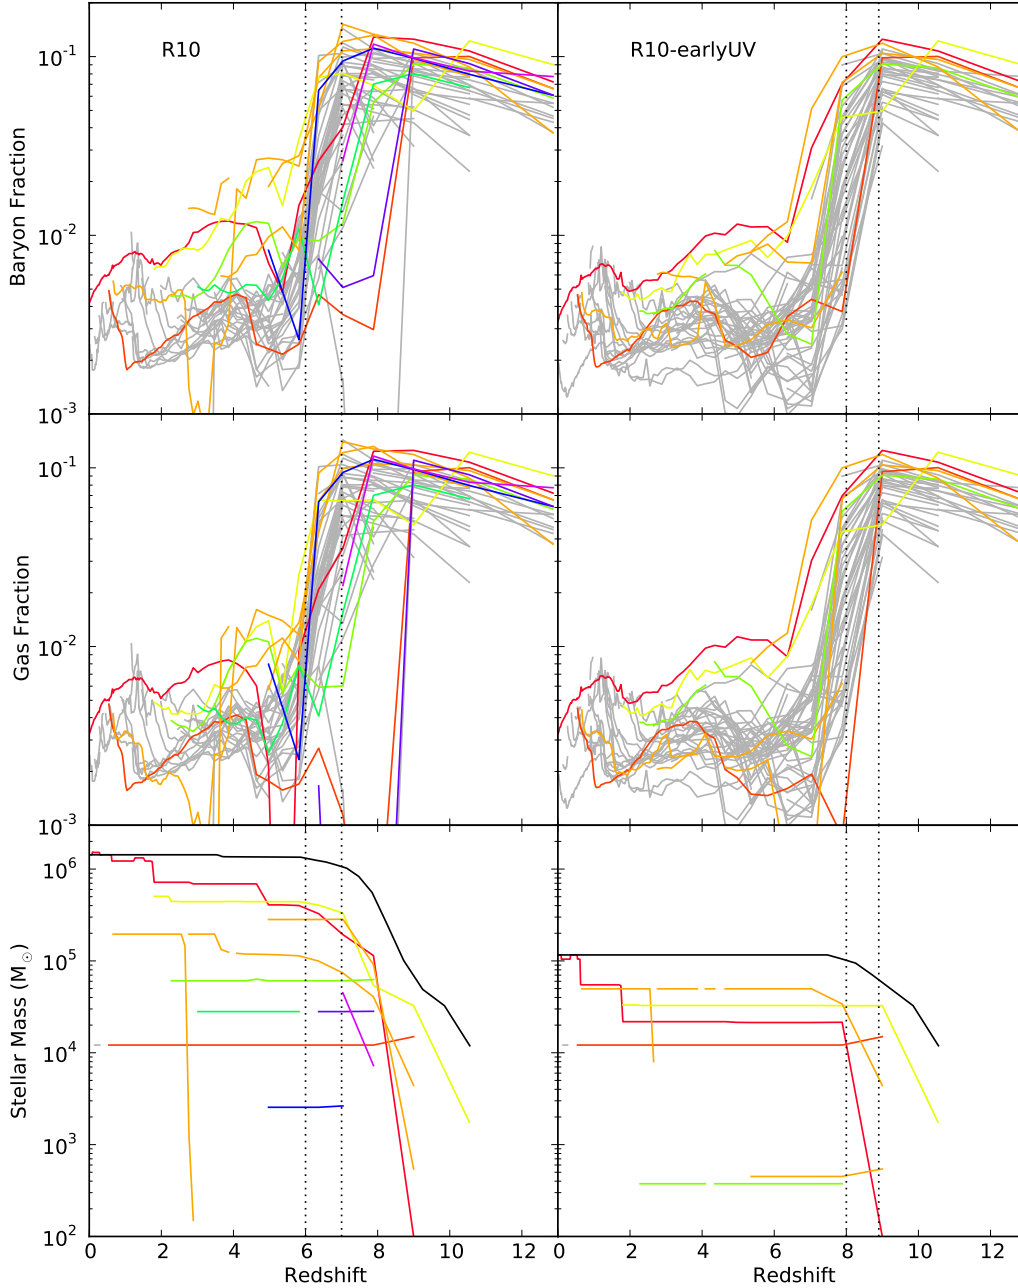 R10
R10-earlyUV
Baryon Fraction
10⁻¹
10⁻²
10⁻³
Gas Fraction
10⁻¹
10⁻²
10⁻³
Stellar Mass (M☉)
10⁶
10⁵
10⁴
10³
10²
0 2 4 6 8 10 12
0 2 4 6 8 10 12
Redshift
Redshift